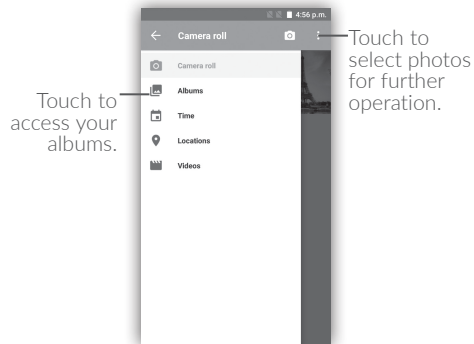 4:56 p.m.
Camera roll
Camera roll
Albums
Time
Locations
Videos
Touch to
access your
albums.
Touch to
select photos
for further
operation.